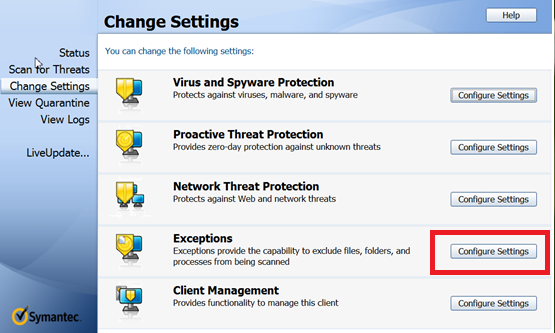 Change Settings
Help
Status
Scan for Threats
Change Settings
View Quarantine
View Logs
LiveUpdate...
You can change the following settings:
Virus and Spyware Protection
Protects against viruses, malware, and spyware
Configure Settings
Proactive Threat Protection
Provides zero-day protection against unknown threats
Configure Settings
Network Threat Protection
Protects against Web and network threats
Configure Settings
Exceptions
Exceptions provide the capability to exclude files, folders, and
processes from being scanned
Configure Settings
Client Management
Provides functionality to manage this client
Configure Settings
Symantec.